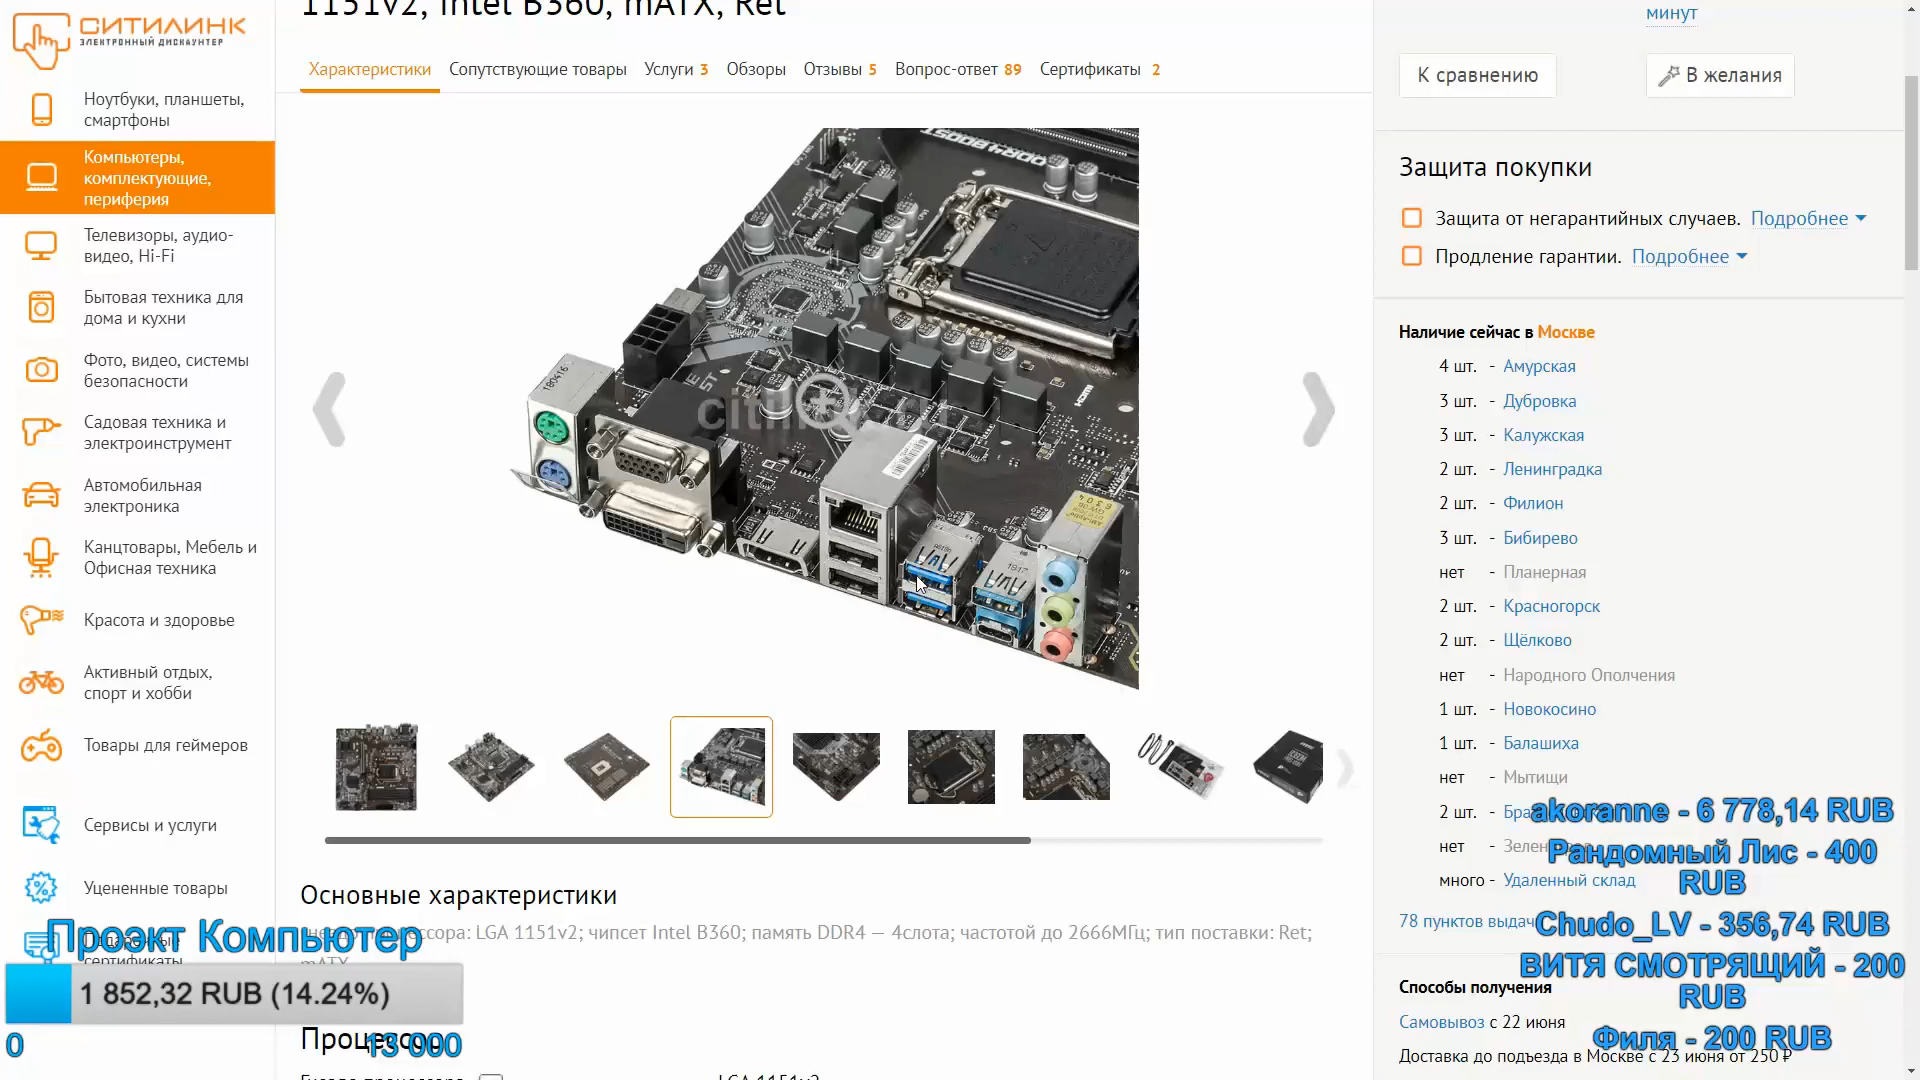 СИТИЛИНК
ЭЛЕКТРОННЫЙ ДИСКАУНТЕР
Ноутбуки, планшеты,
смартфоны
Компьютеры,
комплектующие,
периферия
Телевизоры, аудио-
видео, Hi-Fi
Бытовая техника для
дома и кухни
Фото, видео, системы
безопасности
Садовая техника и
электроинструмент
Автомобильная
электроника
Канцтовары, Мебель и
Офисная техника
Красота и здоровье
Активный отдых,
спорт и хобби
Товары для геймеров
Сервисы и услуги
Уцененные товары
сертификаты
Проэкт Компьютер
1 852,32 RUB (14.24%)
0
13 000
1151v2, Intel B360, mATX, Ret
Характеристики
Сопутствующие товары
Услуги 3
Обзоры
Отзывы 5
Вопрос-ответ 89
Сертификаты 2
DDR4 BOOST
HDMI
180416
1817
Основные характеристики
LGA 1151v2; чипсет Intel B360; память DDR4 — 4слота; частотой до 2666МГц; тип поставки: Ret;
mATX
Процессор
Гнездо процессора
LGA 1151v2
минут
К сравнению
В желания
Защита покупки
Защита от негарантийных случаев. Подробнее
Продление гарантии. Подробнее
Наличие сейчас в Москве
4 шт. - Амурская
3 шт. - Дубровка
3 шт. - Калужская
2 шт. - Ленинградка
2 шт. - Филион
3 шт. - Бибирево
нет - Планерная
2 шт. - Красногорск
2 шт. - Щёлково
нет - Народного Ополчения
1 шт. - Новокосино
1 шт. - Балашиха
нет - Мытищи
2 шт. -
akoranne - 6 778,14 RUB
нет -
Рандомный Лис - 400
RUB
много - Удаленный склад
78 пунктов выдачи
Chudo_LV - 356,74 RUB
ВИТЯ СМОТРЯЩИЙ - 200
RUB
Способы получения
Самовывоз с 22 июня
Филя - 200 RUB
Доставка до подъезда в Москве с 23 июня от 250 ₽